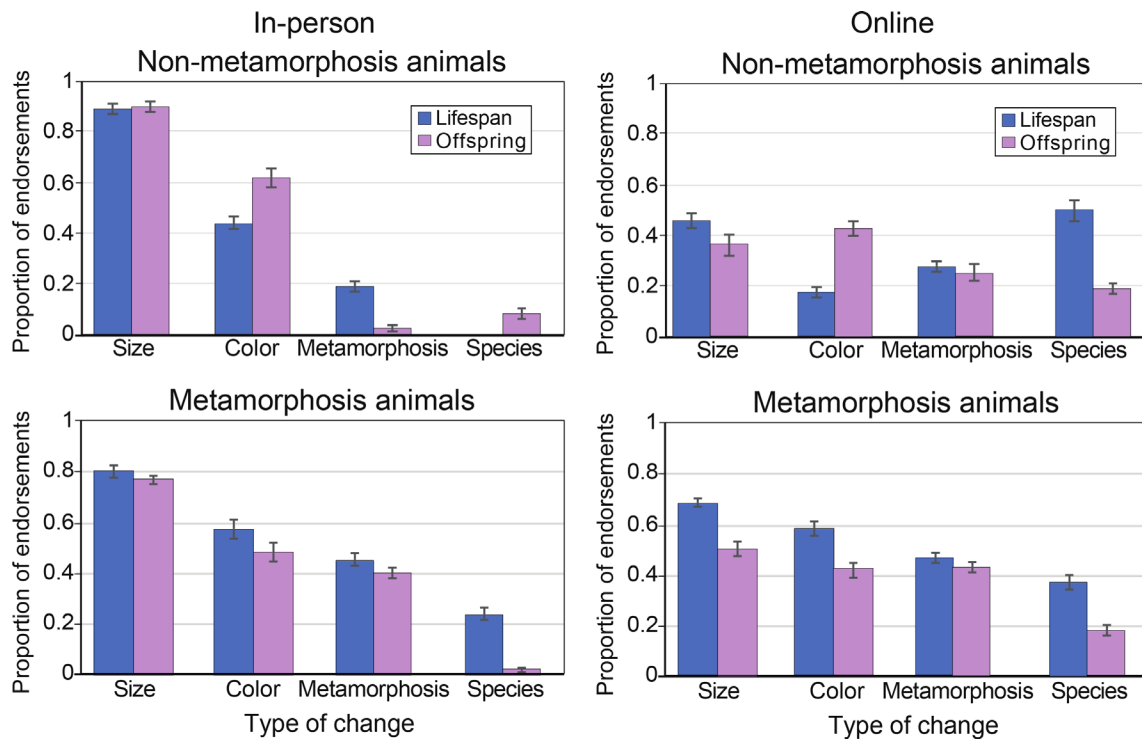 In-person
Non-metamorphosis animals
Proportion of endorsements
1
0.8
0.6
0.4
0.2
0
Lifespan
Offspring
Size Color Metamorphosis Species
Online
Non-metamorphosis animals
Proportion of endorsements
1
0.8
0.6
0.4
0.2
0
Lifespan
Offspring
Size Color Metamorphosis Species
Metamorphosis animals
Proportion of endorsements
1
0.8
0.6
0.4
0.2
0
Size Color Metamorphosis Species
Type of change
Metamorphosis animals
Proportion of endorsements
1
0.8
0.6
0.4
0.2
0
Size Color Metamorphosis Species
Type of change